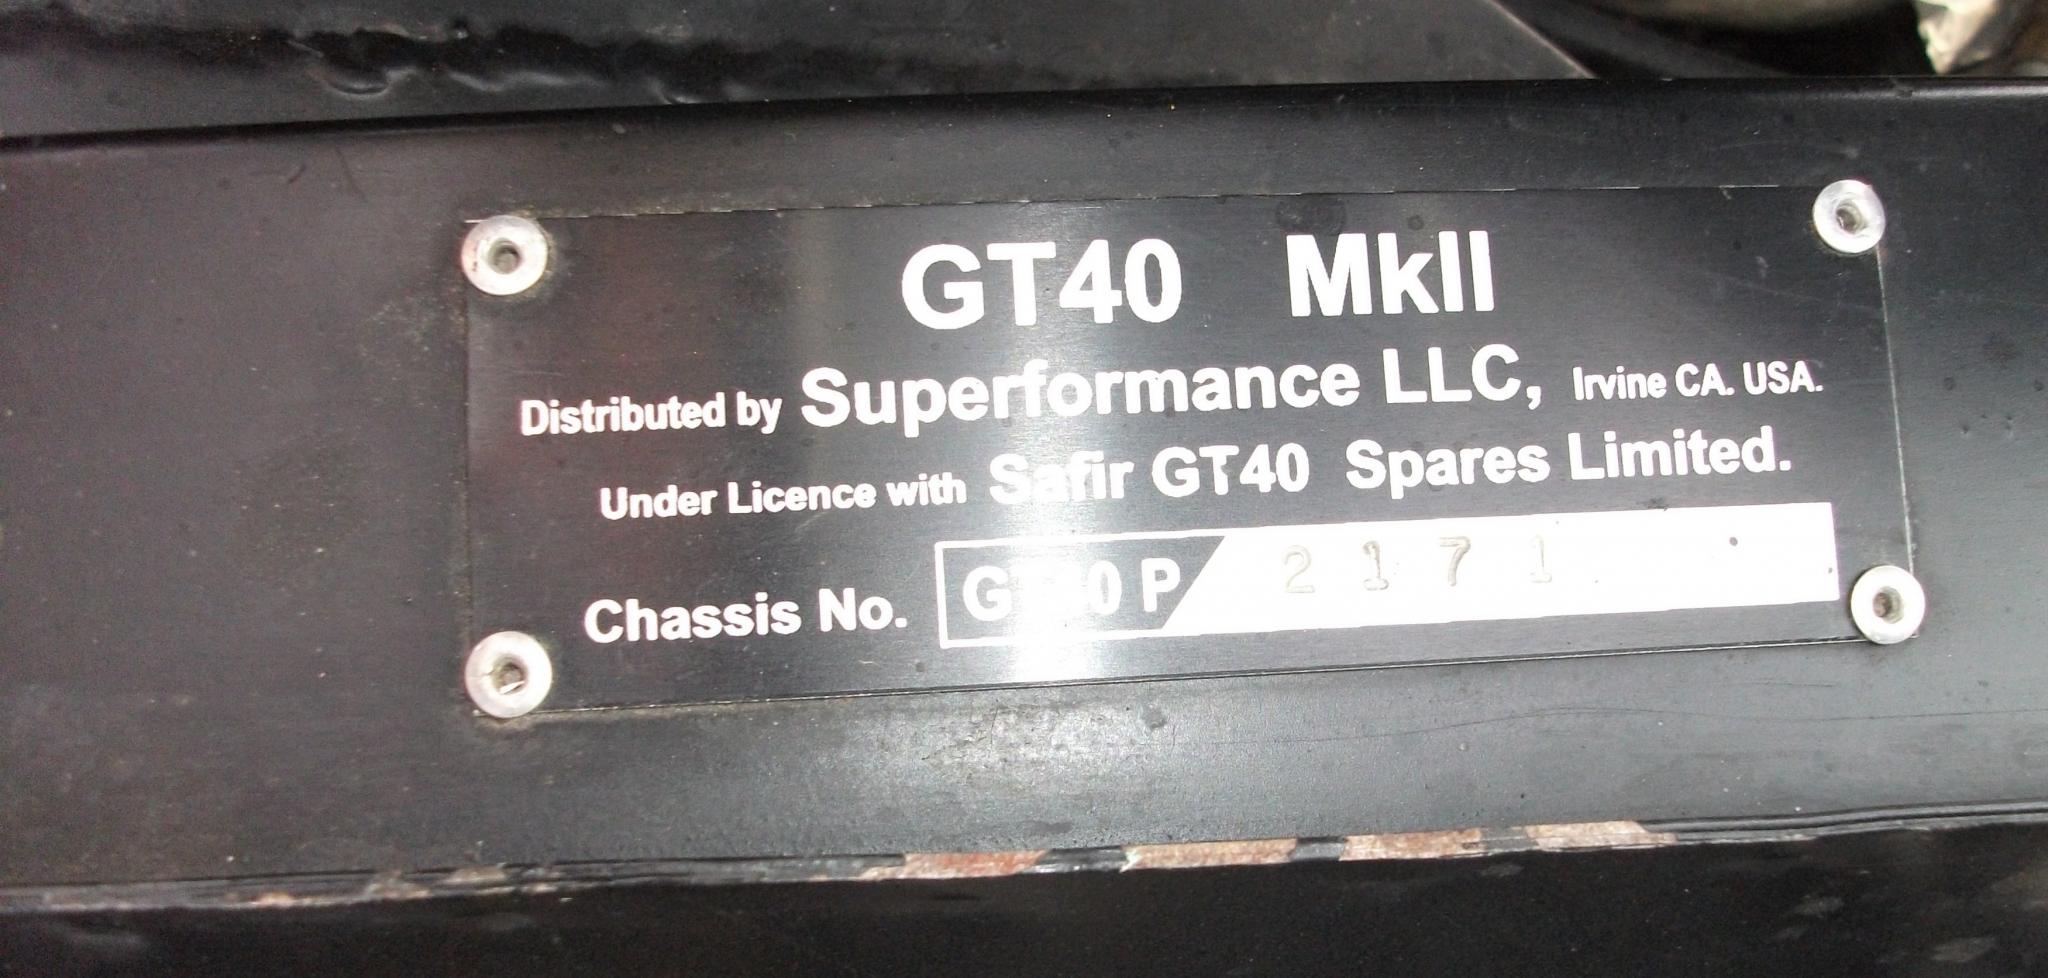 GT40 MkII
Distributed by Superformance LLC, Irvine CA. USA.
Under Licence with Safir GT40 Spares Limited.
Chassis No. GT40 P 2171